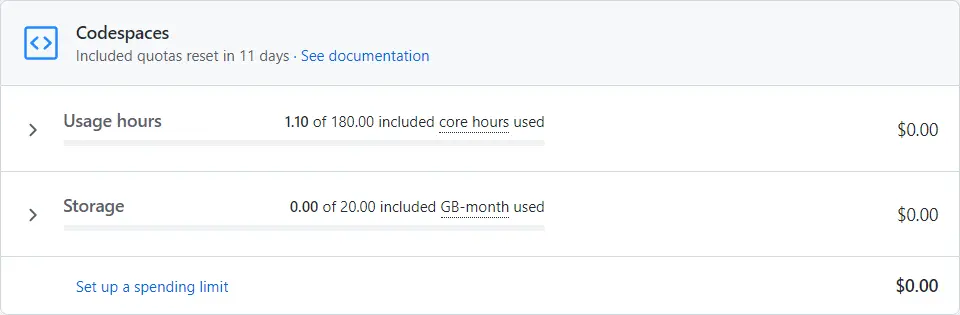 Codespaces
Included quotas reset in 11 days · See documentation
Usage hours 1.10 of 180.00 included core hours used $0.00
Storage 0.00 of 20.00 included GB-month used $0.00
Set up a spending limit $0.00